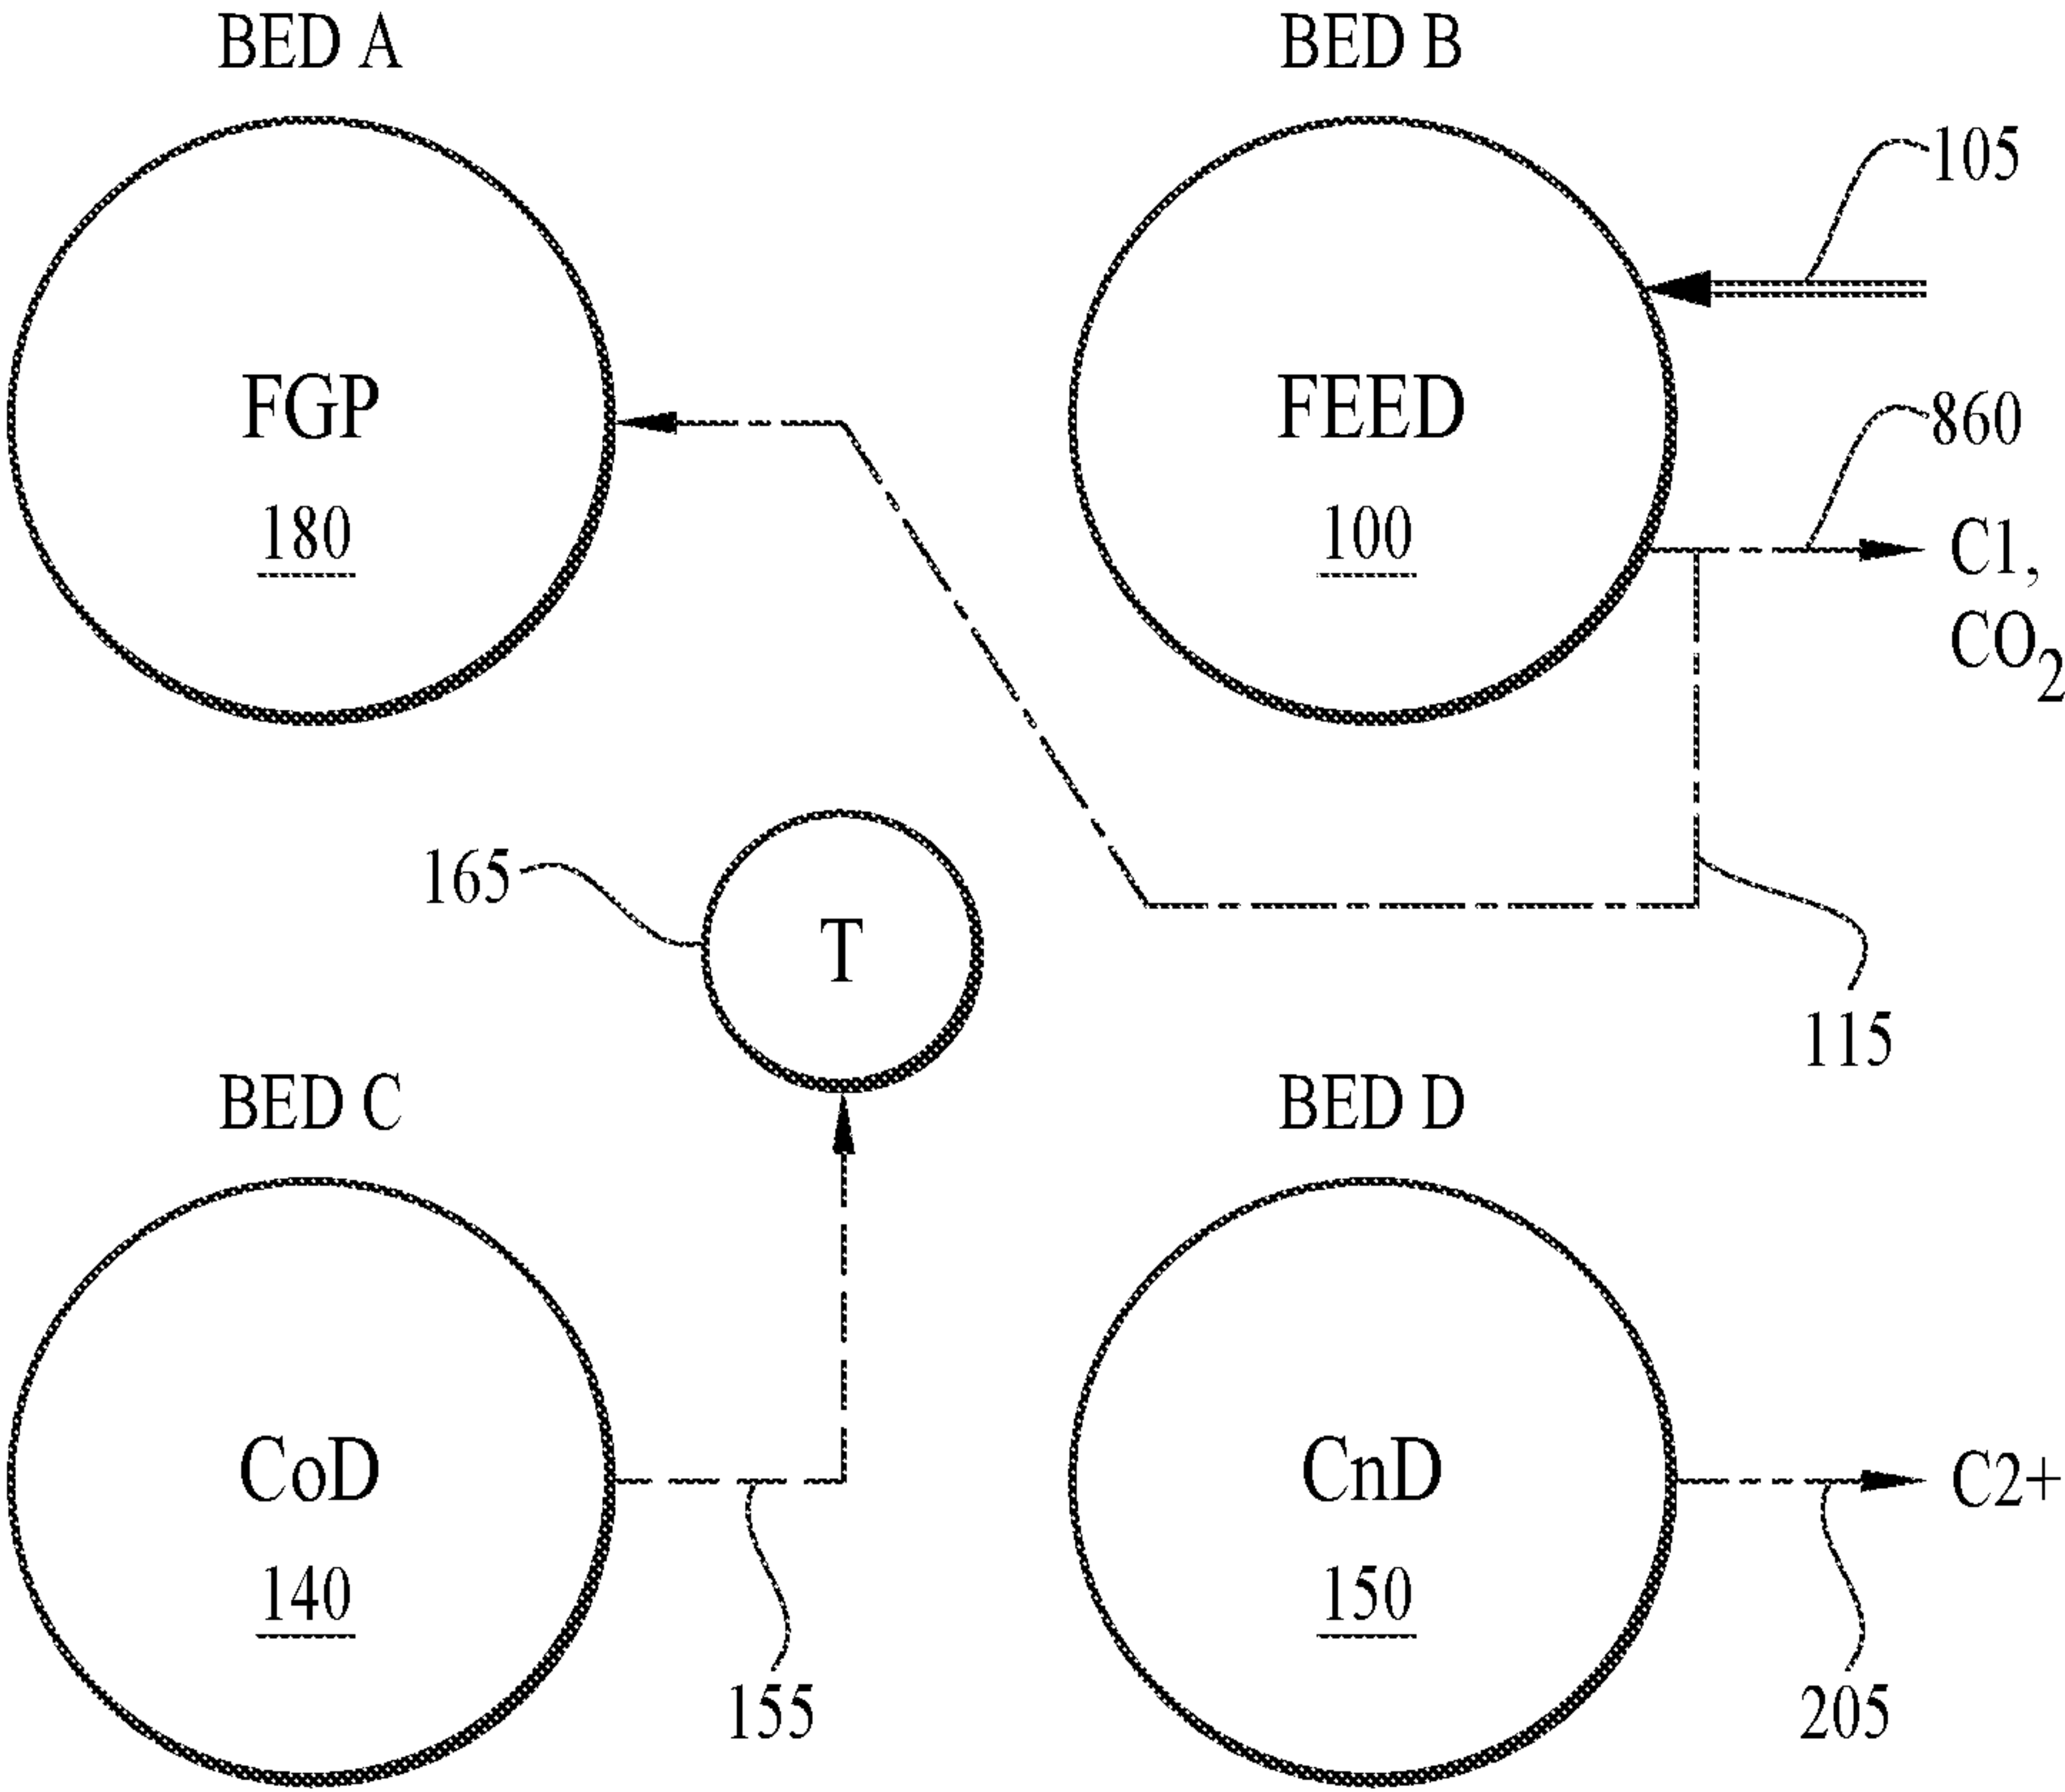 BED A
BED B
105
FGP
180
FEED
100
860
C1,
CO2
165
T
115
BED C
BED D
CoD
140
CnD
150
C2+
155
205